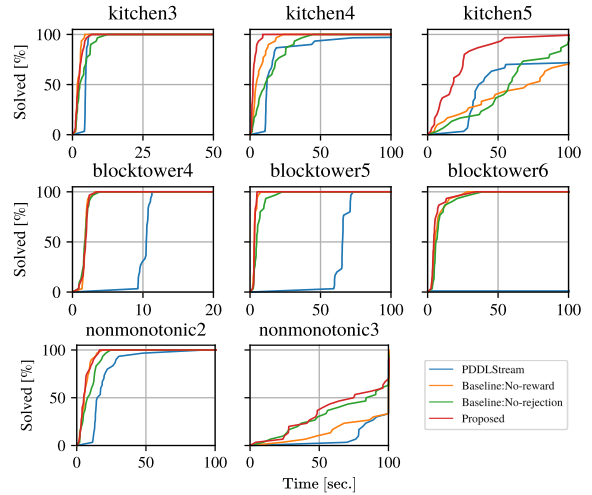 kitchen3 kitchen4 kitchen5
Solved [%]
100
50
0
0 25 50
0 50 100
0 50 100
blocktower4 blocktower5 blocktower6
Solved [%]
100
50
0
0 10 20
0 50 100
0 50 100
nonmonotonic2 nonmonotonic3
Solved [%]
100
50
0
0 50 100
0 50 100
Time [sec.]
PDDLStream
Baseline:No-reward
Baseline:No-rejection
Proposed